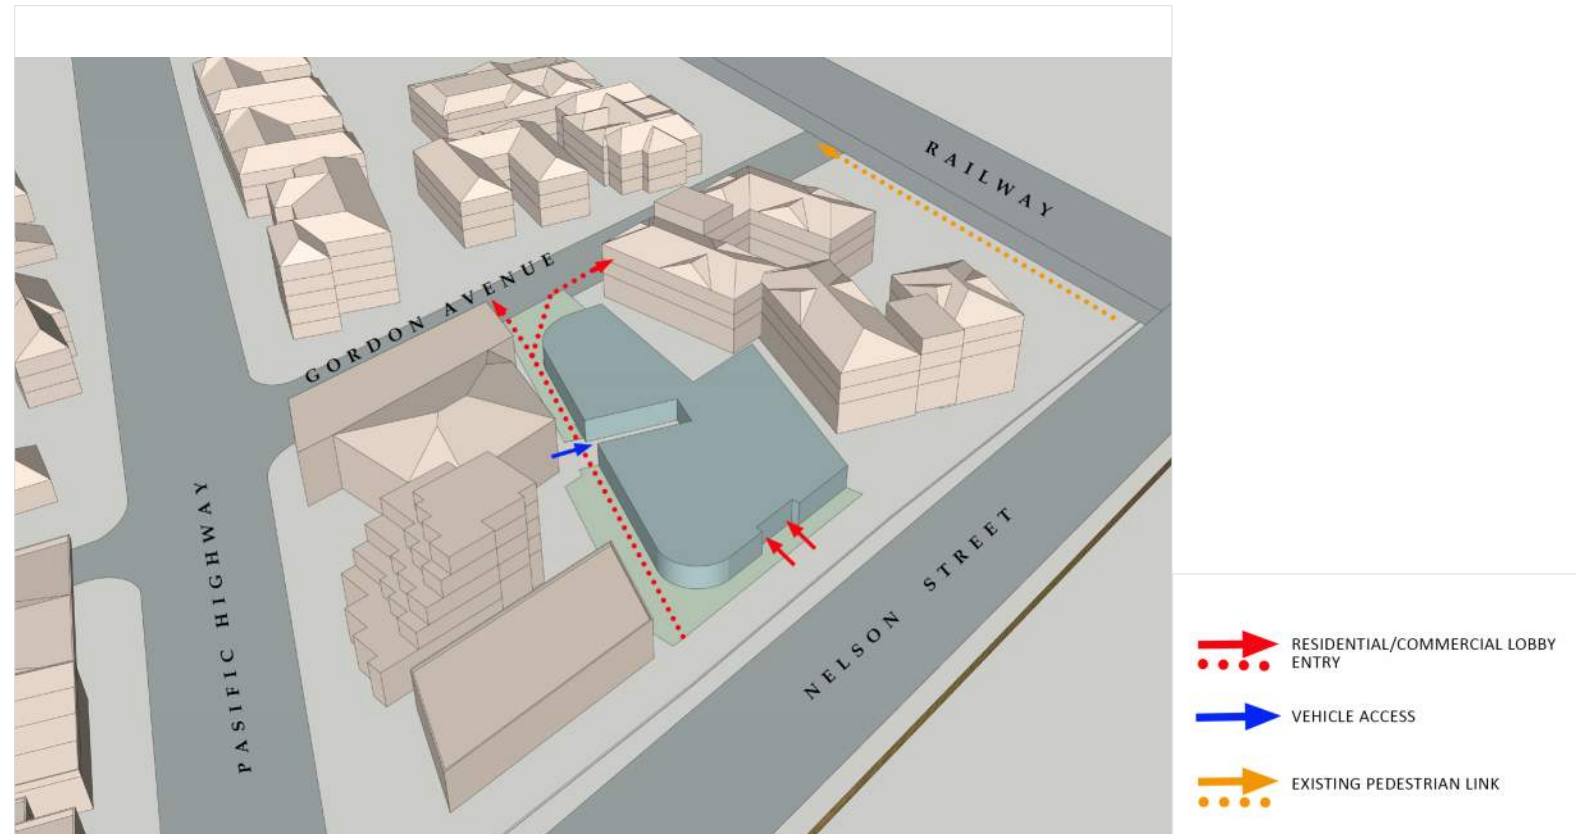 RAILWAY
GORDON AVENUE
PASIFIC HIGHWAY
NELSON STREET
RESIDENTIAL/COMMERCIAL LOBBY
ENTRY
VEHICLE ACCESS
EXISTING PEDESTRIAN LINK